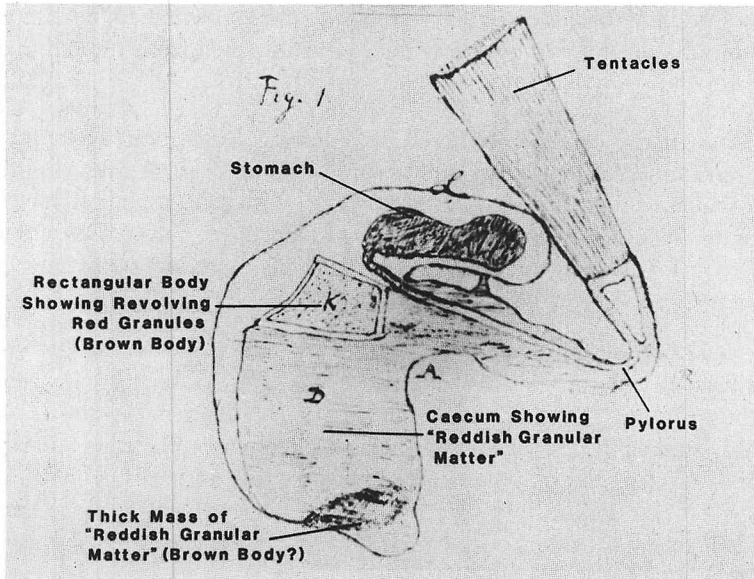 Fig. 1
Tentacles
Stomach
L
Rectangular Body
Showing Revolving
Red Granules
(Brown Body)
K
A
D
Caecum Showing
"Reddish Granular
Matter"
Pylorus
Thick Mass of
"Reddish Granular
Matter" (Brown Body?)